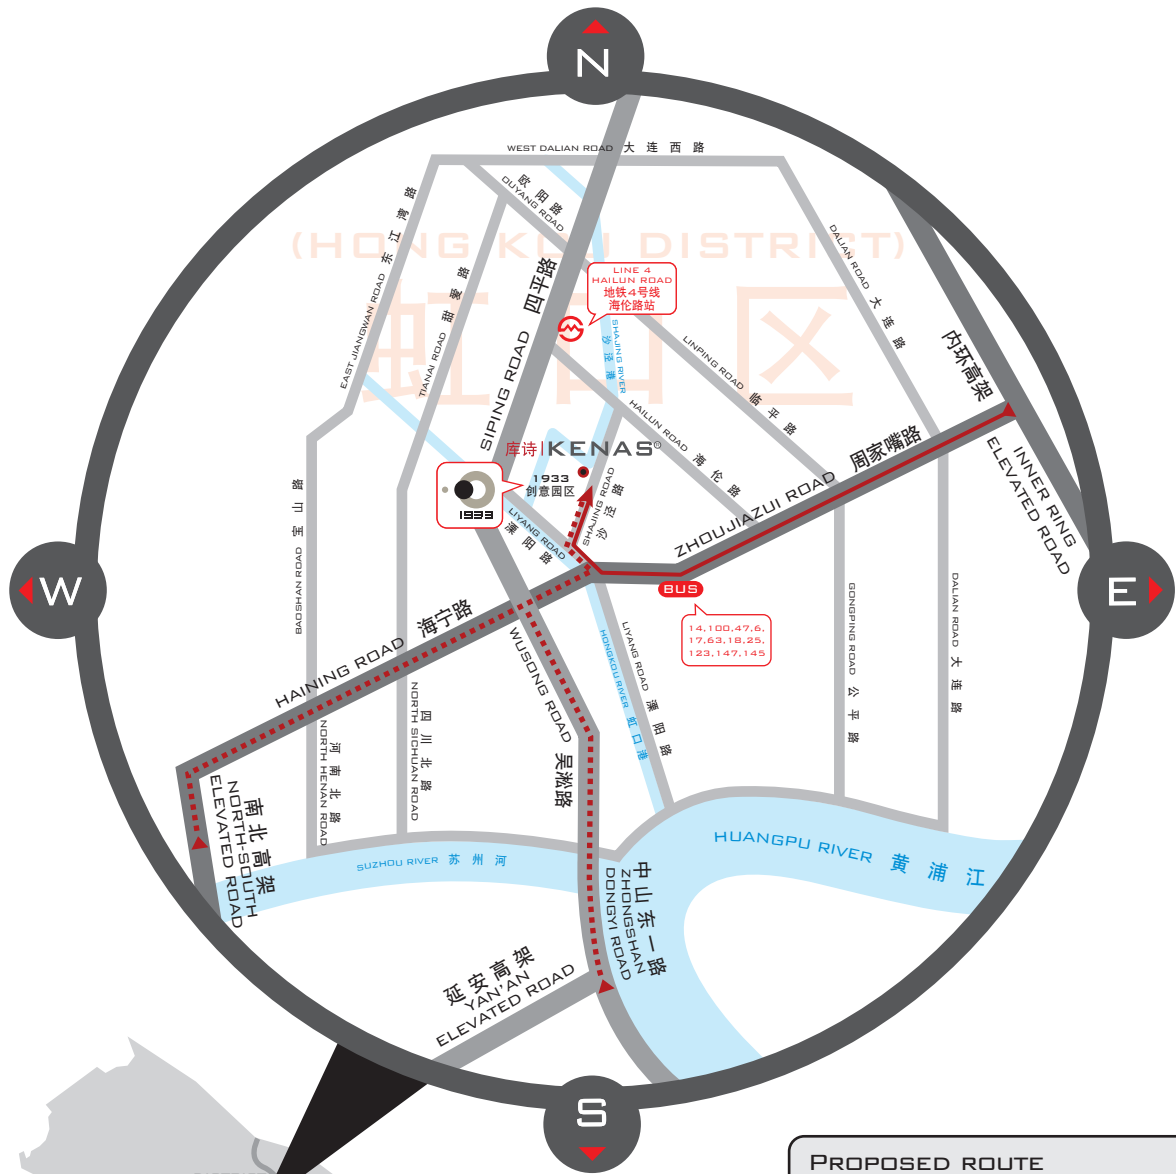 N
WEST DALIAN ROAD 大连西路
欧阳路
OUYANG ROAD
EAST JIANGWAN ROAD 东江湾路
(HONG KOU DISTRICT)
虹口区
TIANAI ROAD 甜爱路
SIPING ROAD 四平路
LINE 4
HAILUN ROAD
地铁4号线
海伦路站
SHAJING RIVER
沙泾港
DALIAN ROAD 大连路
LINPING ROAD 临平路
HAILUN ROAD 海伦路
内环高架
INNER RING
ELEVATED ROAD
库诗|KENAS®
1933
创意园区
1933
SHAJING ROAD
沙泾路
LIYANG ROAD
溧阳路
ZHOUJIAZUI ROAD 周家嘴路
BAOSHAN ROAD 宝山路
W
E
BUS
14,100,47,6,
17,63,18,25,
123,147,145
HAINING ROAD 海宁路
WUSONG ROAD
吴淞路
HONGKOU RIVER 虹口港
LIYANG ROAD 溧阳路
GONGPING ROAD 公平路
DALIAN ROAD 大连路
河南北路
NORTH HENAN ROAD
四川北路
NORTH SICHUAN ROAD
南北高架
NORTH-SOUTH
ELEVATED ROAD
SUZHOU RIVER 苏州河
HUANGPU RIVER 黄浦江
中山东一路
ZHONGSHAN
DONGYI ROAD
延安高架
YAN'AN
ELEVATED ROAD
S
PROPOSED ROUTE